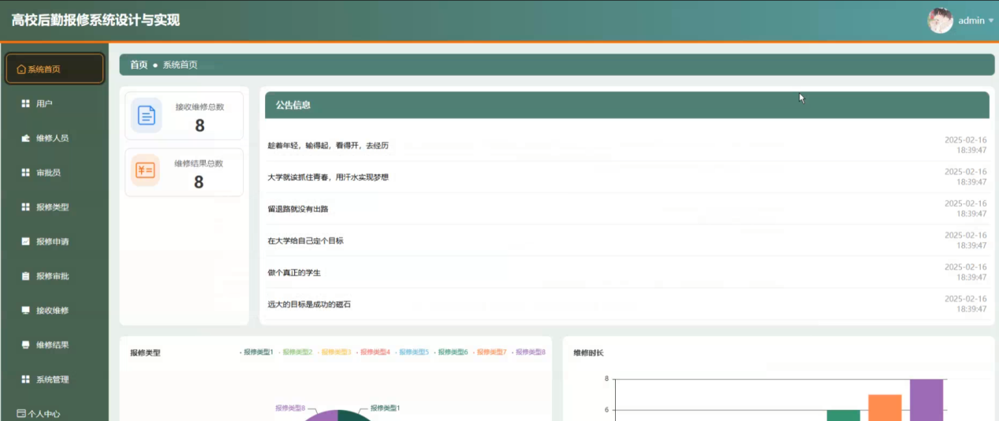 高校后勤报修系统设计与实现
admin
系统首页
用户
维修人员
审批员
报修类型
报修申请
报修审批
接收维修
维修结果
系统管理
个人中心
首页 ● 系统首页
接收维修总数
8
维修结果总数
8
公告信息
趁着年轻，输得起，看得开，去经历
2025-02-16
18:39:47
大学就该抓住青春，用汗水实现梦想
2025-02-16
18:39:47
留退路就没有出路
2025-02-16
18:39:47
在大学给自己定个目标
2025-02-16
18:39:47
做个真正的学生
2025-02-16
18:39:47
远大的目标是成功的磁石
2025-02-16
18:39:47
报修类型
报修类型1 报修类型2 报修类型3 报修类型4 报修类型5 报修类型6 报修类型7 报修类型8
报修类型8 报修类型1
维修时长
8
6